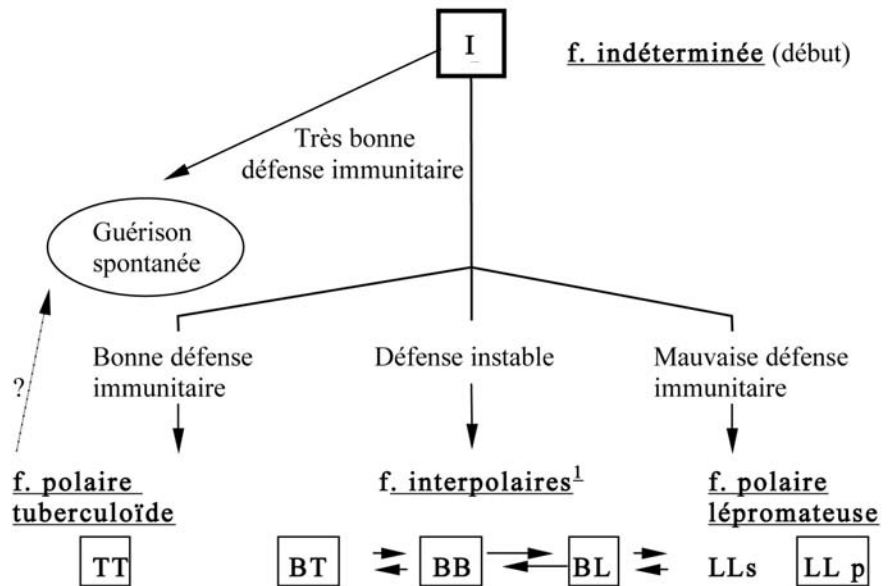 I
f. indéterminée (début)
Très bonne
défense immunitaire
Guérison
spontanée
?
Bonne défense
immunitaire
Défense instable
Mauvaise défense
immunitaire
f. polaire
tuberculoïde
f. interpolaires¹
f. polaire
lépromateuse
TT BT BB BL LLs LL p